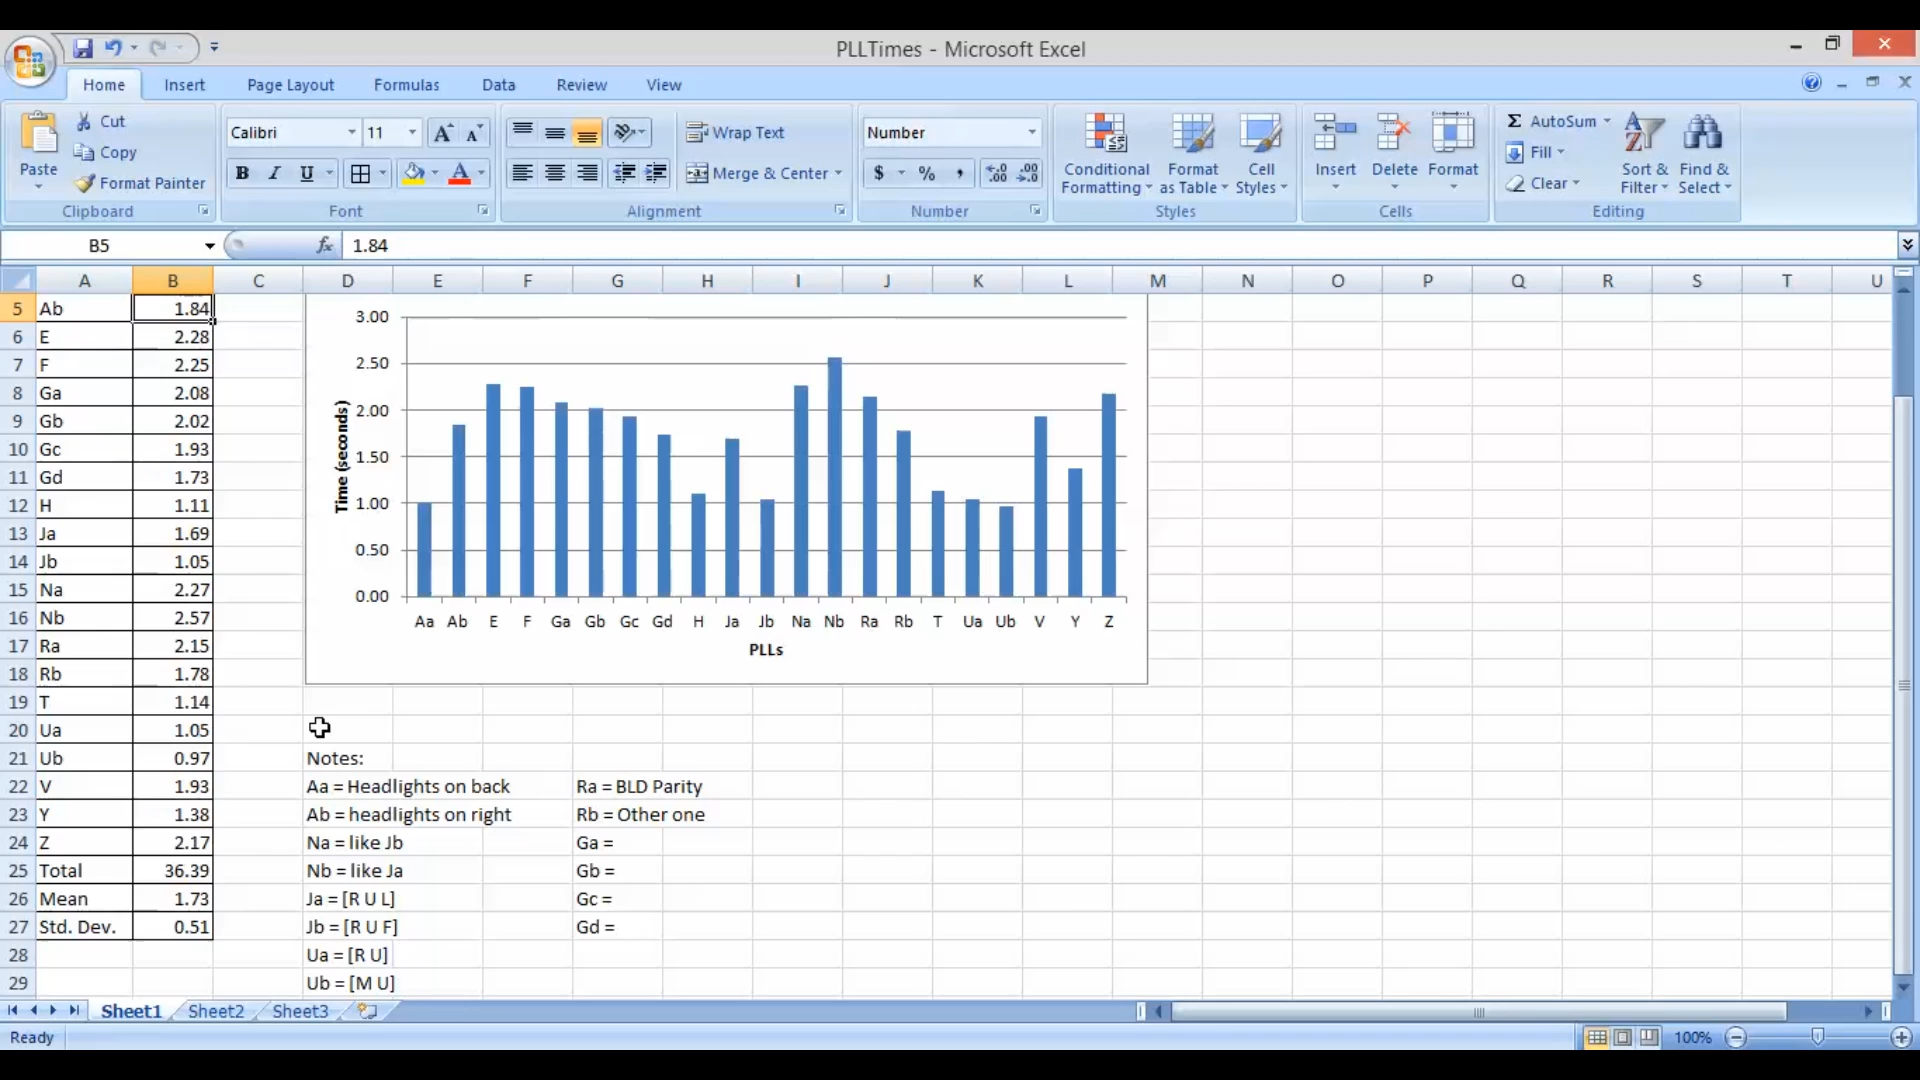 PLLTimes - Microsoft Excel
Home Insert Page Layout Formulas Data Review View
Paste
Cut
Copy
Format Painter
Clipboard
Calibri 11
B I U
Font
Wrap Text
Merge & Center
Alignment
Number
$ % ,
Number
Conditional Formatting
Format as Table
Cell Styles
Styles
Insert Delete Format
Cells
AutoSum
Fill
Clear
Sort & Filter
Find & Select
Editing
B5 fx 1.84
A B C D E F G H I J K L M N O P Q R S T U
5 Ab 1.84
6 E 2.28
7 F 2.25
8 Ga 2.08
9 Gb 2.02
10 Gc 1.93
11 Gd 1.73
12 H 1.11
13 Ja 1.69
14 Jb 1.05
15 Na 2.27
16 Nb 2.57
17 Ra 2.15
18 Rb 1.78
19 T 1.14
20 Ua 1.05
21 Ub 0.97
22 V 1.93
23 Y 1.38
24 Z 2.17
25 Total 36.39
26 Mean 1.73
27 Std. Dev. 0.51
28
29
Time (seconds)
3.00
2.50
2.00
1.50
1.00
0.50
0.00
Aa Ab E F Ga Gb Gc Gd H Ja Jb Na Nb Ra Rb T Ua Ub V Y Z
PLLs
Notes:
Aa = Headlights on back
Ab = headlights on right
Na = like Jb
Nb = like Ja
Ja = [R U L]
Jb = [R U F]
Ua = [R U]
Ub = [M U]
Ra = BLD Parity
Rb = Other one
Ga =
Gb =
Gc =
Gd =
Sheet1 Sheet2 Sheet3
Ready
100%